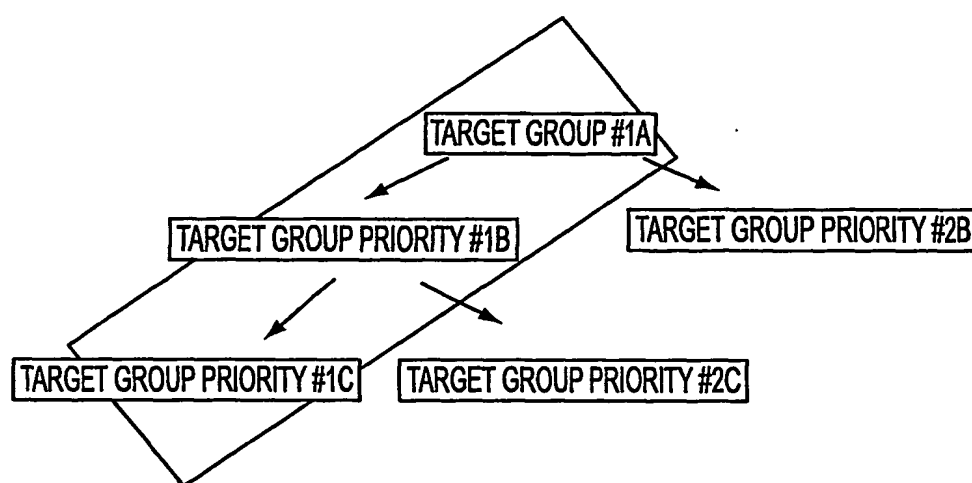 TARGET GROUP #1A
TARGET GROUP PRIORITY #1B
TARGET GROUP PRIORITY #2B
TARGET GROUP PRIORITY #1C
TARGET GROUP PRIORITY #2C